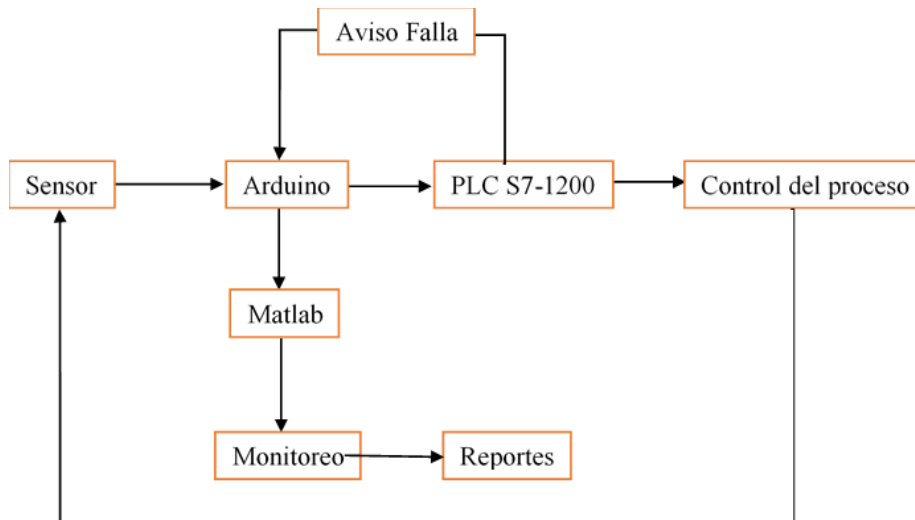 Aviso Falla
Sensor
Arduino
PLC S7-1200
Control del proceso
Matlab
Monitoreo
Reportes